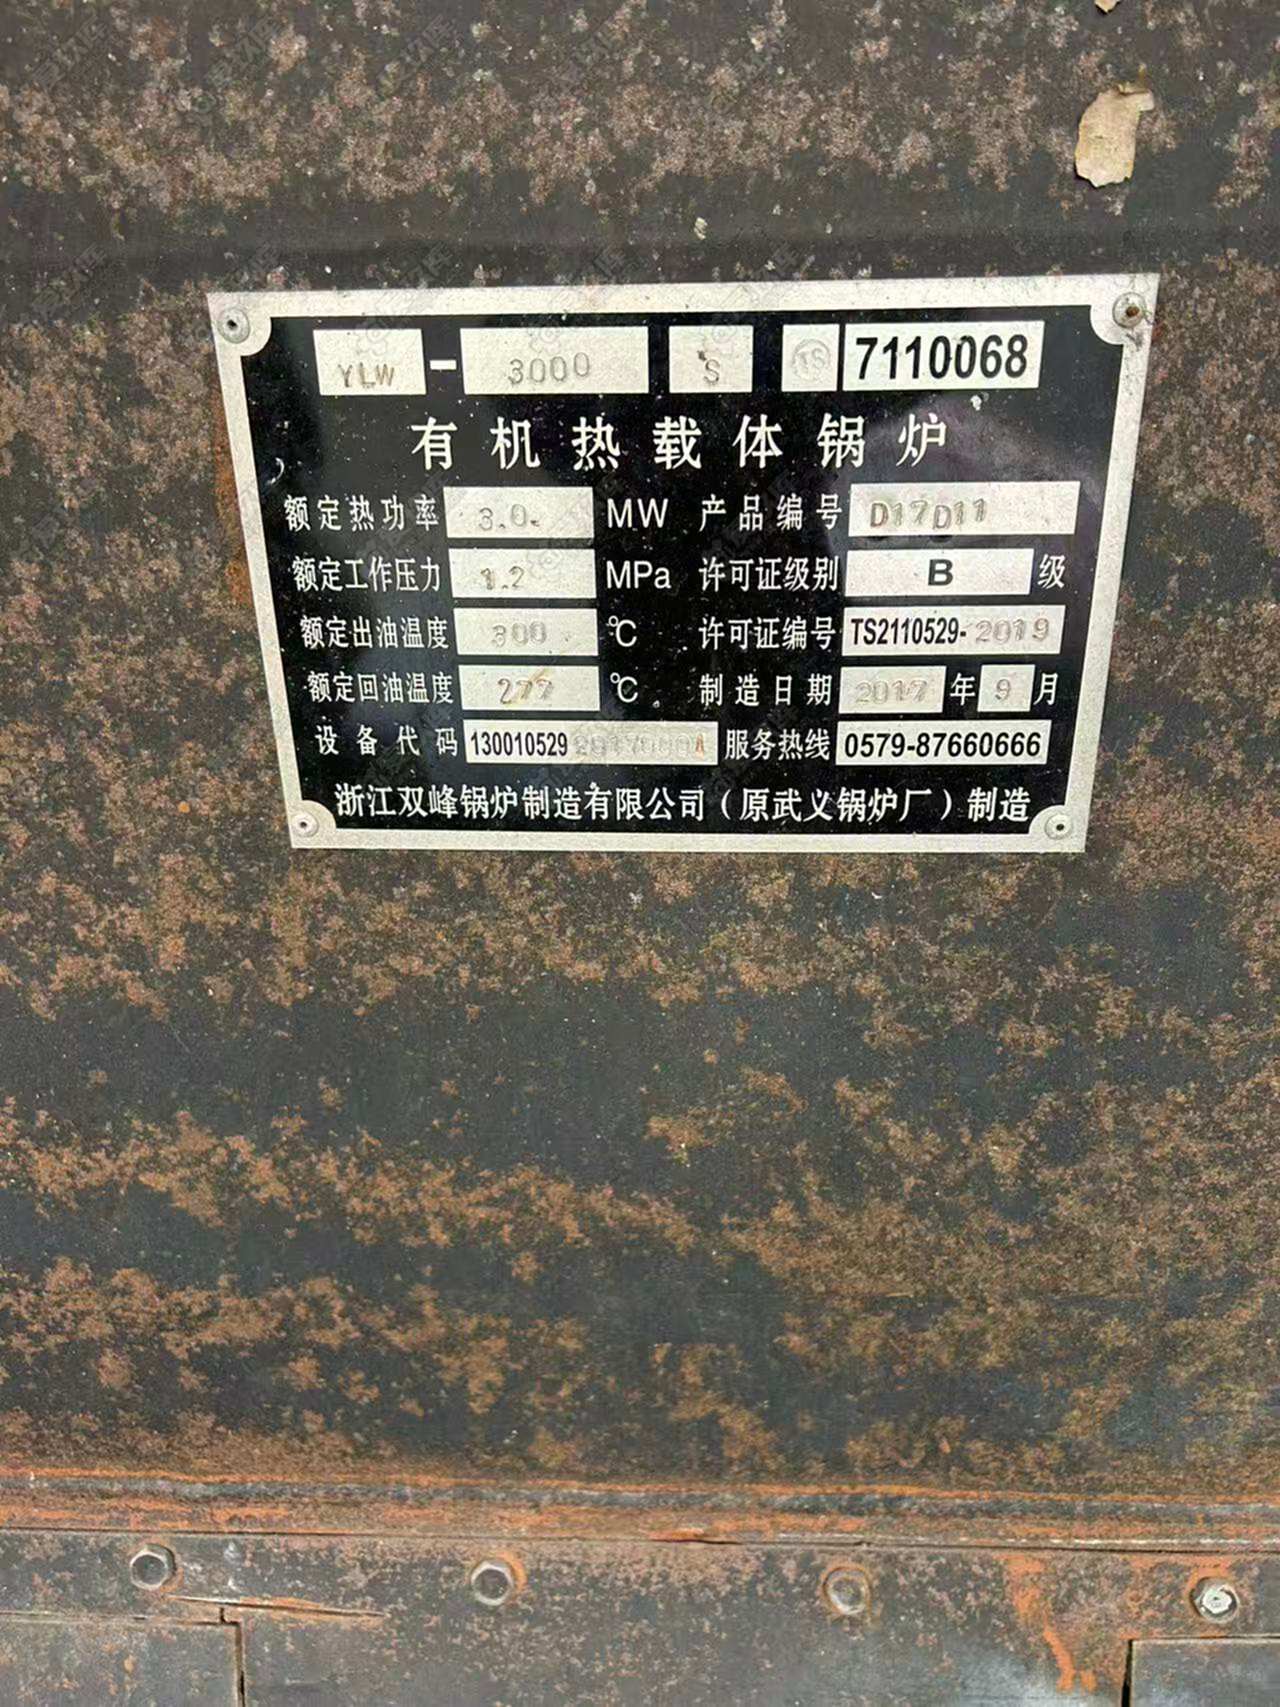 YLW - 3000 S TS 7110068
有机热载体锅炉
额定热功率 3.0 MW 产品编号 D17D11
额定工作压力 1.2 MPa 许可证级别 B 级
额定出油温度 300 ℃ 许可证编号 TS2110529-2019
额定回油温度 277 ℃ 制造日期 2017 年 9 月
设备代码 130010529 服务热线 0579-87660666
浙江双峰锅炉制造有限公司（原武义锅炉厂）制造